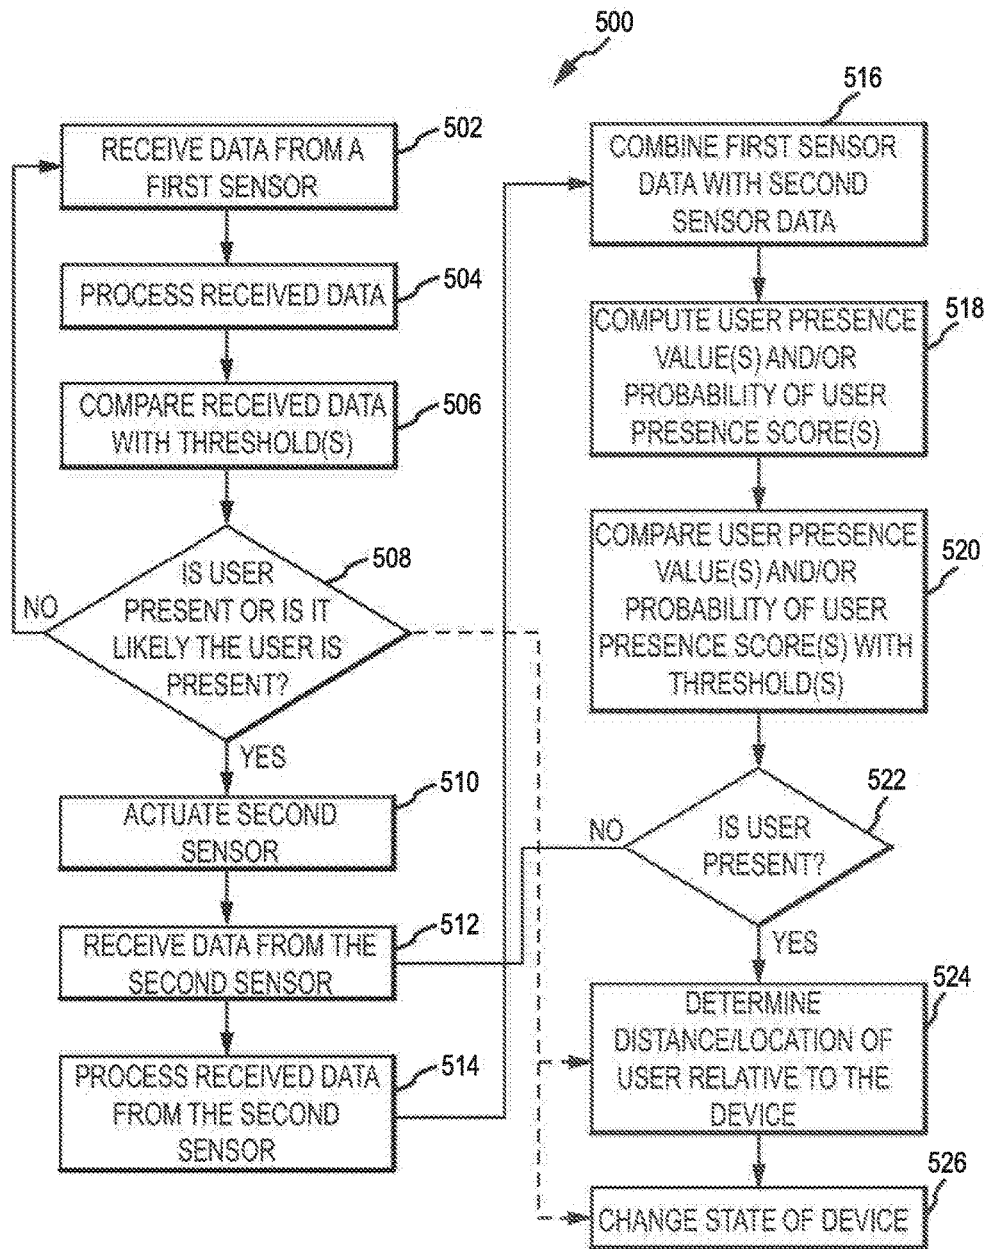 500
502
RECEIVE DATA FROM A
FIRST SENSOR
504
PROCESS RECEIVED DATA
506
COMPARE RECEIVED DATA
WITH THRESHOLD(S)
508
IS USER
PRESENT OR IS IT
LIKELY THE USER IS
PRESENT?
NO
YES
510
ACTUATE SECOND
SENSOR
512
RECEIVE DATA FROM THE
SECOND SENSOR
514
PROCESS RECEIVED DATA
FROM THE SECOND
SENSOR
516
COMBINE FIRST SENSOR
DATA WITH SECOND
SENSOR DATA
518
COMPUTE USER PRESENCE
VALUE(S) AND/OR
PROBABILITY OF USER
PRESENCE SCORE(S)
520
COMPARE USER PRESENCE
VALUE(S) AND/OR
PROBABILITY OF USER
PRESENCE SCORE(S) WITH
THRESHOLD(S)
522
IS USER
PRESENT?
NO
YES
524
DETERMINE
DISTANCE/LOCATION OF
USER RELATIVE TO THE
DEVICE
526
CHANGE STATE OF DEVICE